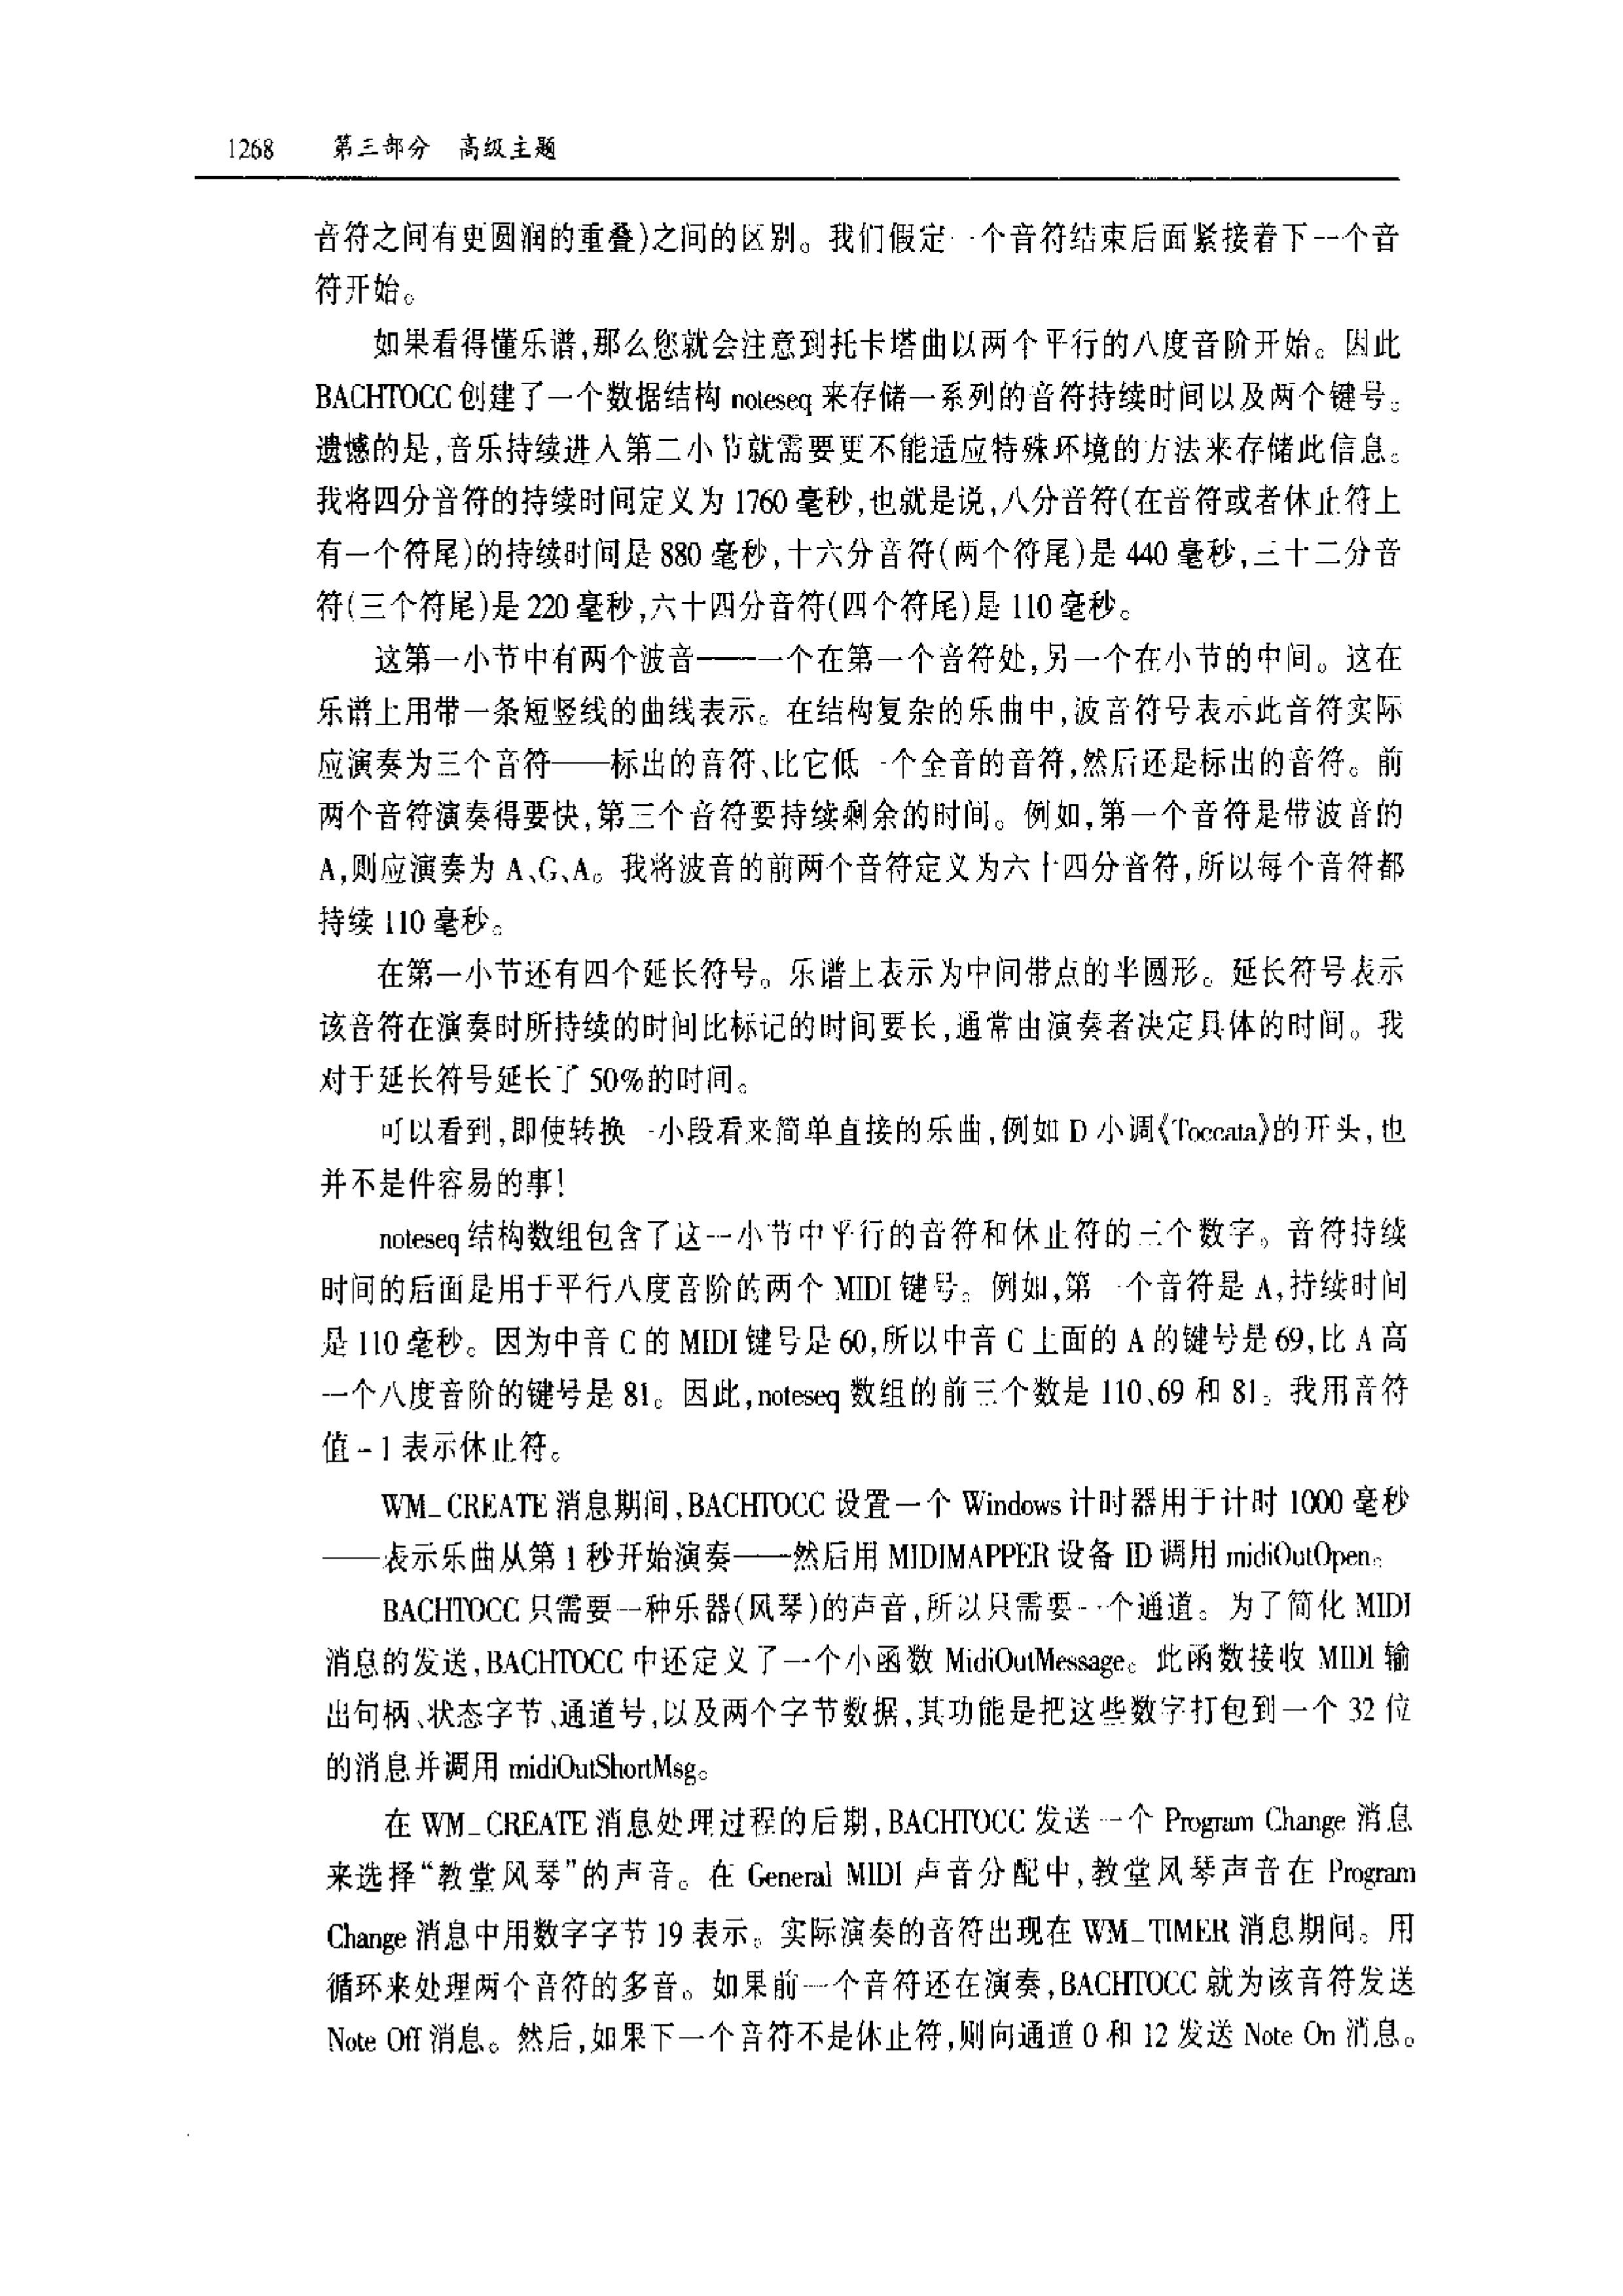 1268 第三部分 高级主题
音符之间有更圆润的重叠)之间的区别。我们假定一个音符结束后面紧接着下一个音
符开始。
如果看得懂乐谱,那么您就会注意到托卡塔曲以两个平行的八度音阶开始。因此
BACHTOCC创建了一个数据结构noteseq来存储一系列的音符持续时间以及两个键号。
遗憾的是,音乐持续进入第二小节就需要更不能适应特殊环境的方法来存储此信息。
我将四分音符的持续时间定义为1760毫秒,也就是说,八分音符(在音符或者休止符上
有一个符尾)的持续时间是880毫秒,十六分音符(两个符尾)是440毫秒,三十二分音
符(三个符尾)是220毫秒,六十四分音符(四个符尾)是110毫秒。
这第一小节中有两个波音——一个在第一个音符处,另一个在小节的中间。这在
乐谱上用带一条短竖线的曲线表示。在结构复杂的乐曲中,波音符号表示此音符实际
应演奏为三个音符——标出的音符、比它低一个全音的音符,然后还是标出的音符。前
两个音符演奏得要快,第三个音符要持续剩余的时间。例如,第一个音符是带波音的
A,则应演奏为A、G、A。我将波音的前两个音符定义为六十四分音符,所以每个音符都
持续110毫秒。
在第一小节还有四个延长符号。乐谱上表示为中间带点的半圆形。延长符号表示
该音符在演奏时所持续的时间比标记的时间要长,通常由演奏者决定具体的时间。我
对于延长符号延长了50%的时间。
可以看到,即使转换一小段看来简单直接的乐曲,例如D小调《Toccata》的开头,也
并不是件容易的事!
noteseq结构数组包含了这一小节中平行的音符和休止符的三个数字。音符持续
时间的后面是用于平行八度音阶的两个MIDI键号。例如,第一个音符是A,持续时间
是110毫秒。因为中音C的MIDI键号是60,所以中音C上面的A的键号是69,比A高
一个八度音阶的键号是81。因此,noteseq数组的前三个数是110、69和81。我用音符
值-1表示休止符。
WM_CREATE消息期间,BACHTOCC设置一个Windows计时器用于计时1000毫秒
——表示乐曲从第1秒开始演奏——然后用MIDIMAPPER设备ID调用midiOutOpen。
BACHTOCC只需要一种乐器(风琴)的声音,所以只需要一个通道。为了简化MIDI
消息的发送,BACHTOCC中还定义了一个小函数MidiOutMessage。此函数接收MIDI输
出句柄、状态字节、通道号,以及两个字节数据,其功能是把这些数字打包到一个32位
的消息并调用midiOutShortMsg。
在WM_CREATE消息处理过程的后期,BACHTOCC发送一个Program Change消息
来选择“教堂风琴”的声音。在General MIDI声音分配中,教堂风琴声音在Program
Change消息中用数字字节19表示。实际演奏的音符出现在WM_TIMER消息期间。用
循环来处理两个音符的多音。如果前一个音符还在演奏,BACHTOCC就为该音符发送
Note Off消息。然后,如果下一个音符不是休止符,则向通道0和12发送Note On消息。